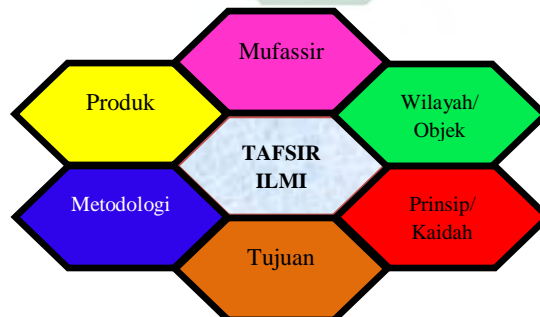 Mufassir
Produk
Wilayah/
Objek
TAFSIR
ILMI
Metodologi
Prinsip/
Kaidah
Tujuan